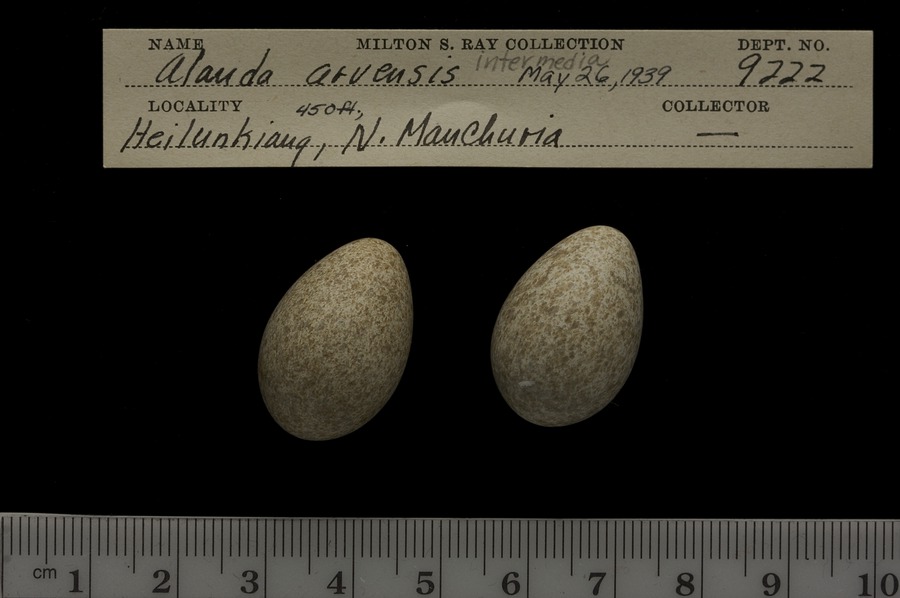 NAME MILTON S. RAY COLLECTION DEPT. NO.
Alauda arvensis intermedia May 26, 1939 9222
LOCALITY 450 ft., COLLECTOR
Heilunkiang, N. Manchuria —
cm 1 2 3 4 5 6 7 8 9 10